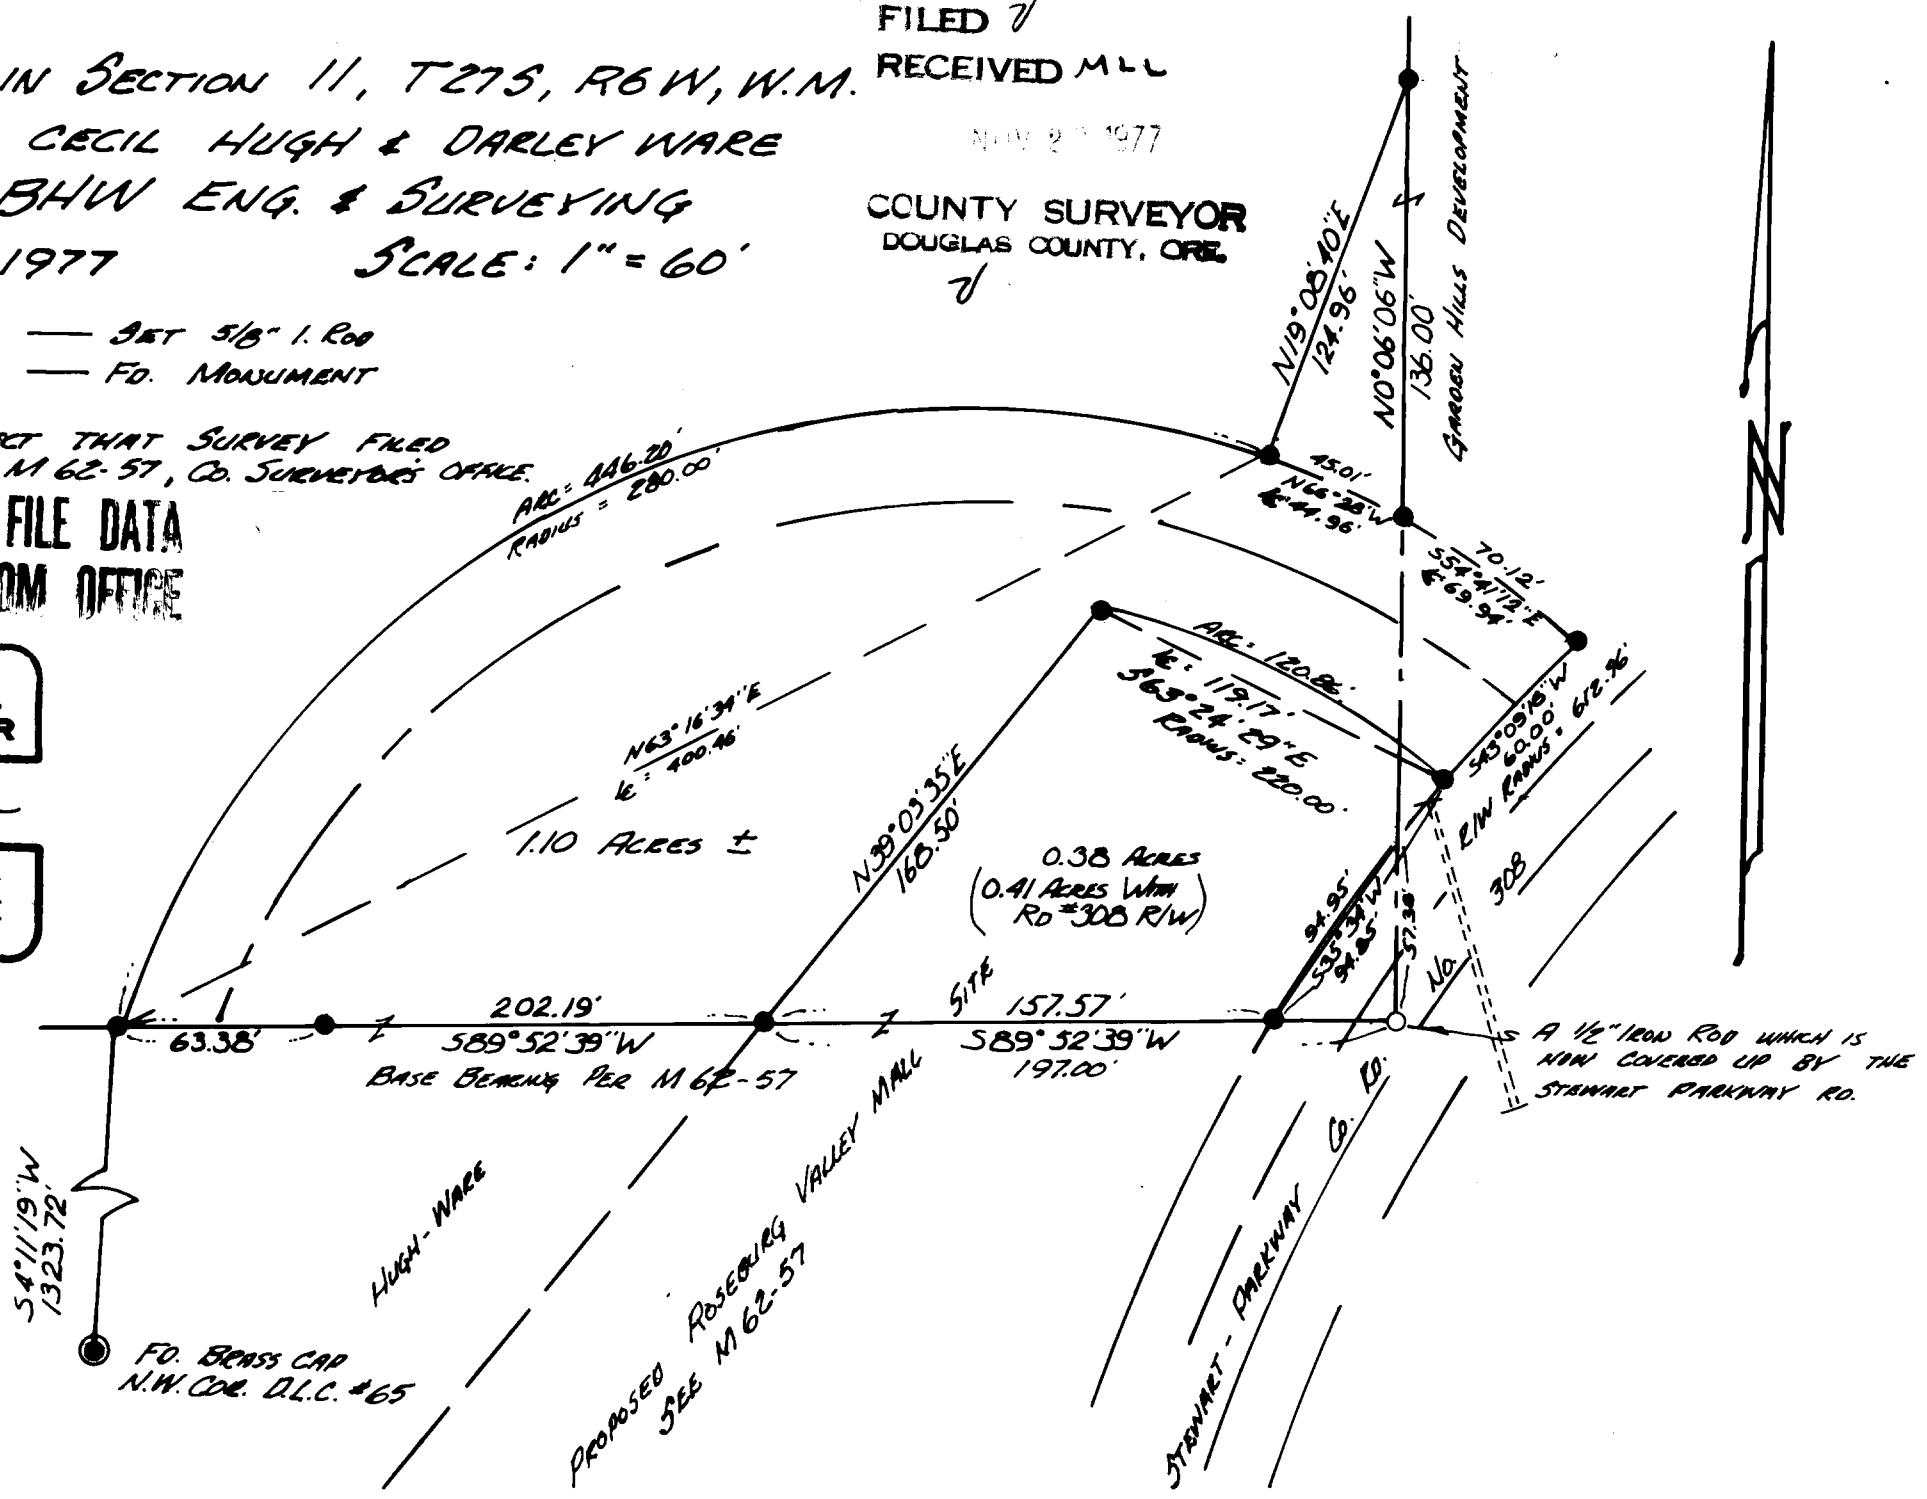 FILED
RECEIVED MLL
1977
COUNTY SURVEYOR
DOUGLAS COUNTY, ORE.
IN SECTION 11, T27S, R6W, W.M.
CECIL HUGH & DARLEY WARE
BHW ENG. & SURVEYING
1977 SCALE: 1" = 60'
SET 5/8" I. ROD
FD. MONUMENT
THAT SURVEY FILED
M 62-57, CO. SURVEYOR'S OFFICE.
FILE DATA
OFFICE
R
ARC = 446.20'
RADIUS = 280.00'
N19°08'40"E
124.96'
N0°06'06"W
136.00'
GARDEN HILLS DEVELOPMENT
N
45.01'
N66°28'W
44.96'
70.12'
S54°41'12"E
69.94'
ARC: 120.86'
119.17'
S63°24'29"E
RADIUS: 220.00'
S43°09'18"W
60.00'
R/W RADIUS: 612.96'
N63°16'34"E
400.46'
1.10 ACRES ±
N39°03'35"E
168.50'
0.38 ACRES
(0.41 ACRES WITH
RD #308 R/W)
94.95'
S35°34'W
94.85'
57.38'
63.38'
202.19'
S89°52'39"W
BASE BEARING PER M 62-57
157.57'
S89°52'39"W
197.00'
A 1/2" IRON ROD WHICH IS
NOW COVERED UP BY THE
STEWART PARKWAY RD.
S4°11'19"W
1323.72'
FD. BRASS CAP
N.W. COR. D.L.C. #65
HUGH-WARE
PROPOSED ROSEBURG VALLEY MALL SITE
SEE M 62-57
STEWART - PARKWAY CO. RD. NO. 308